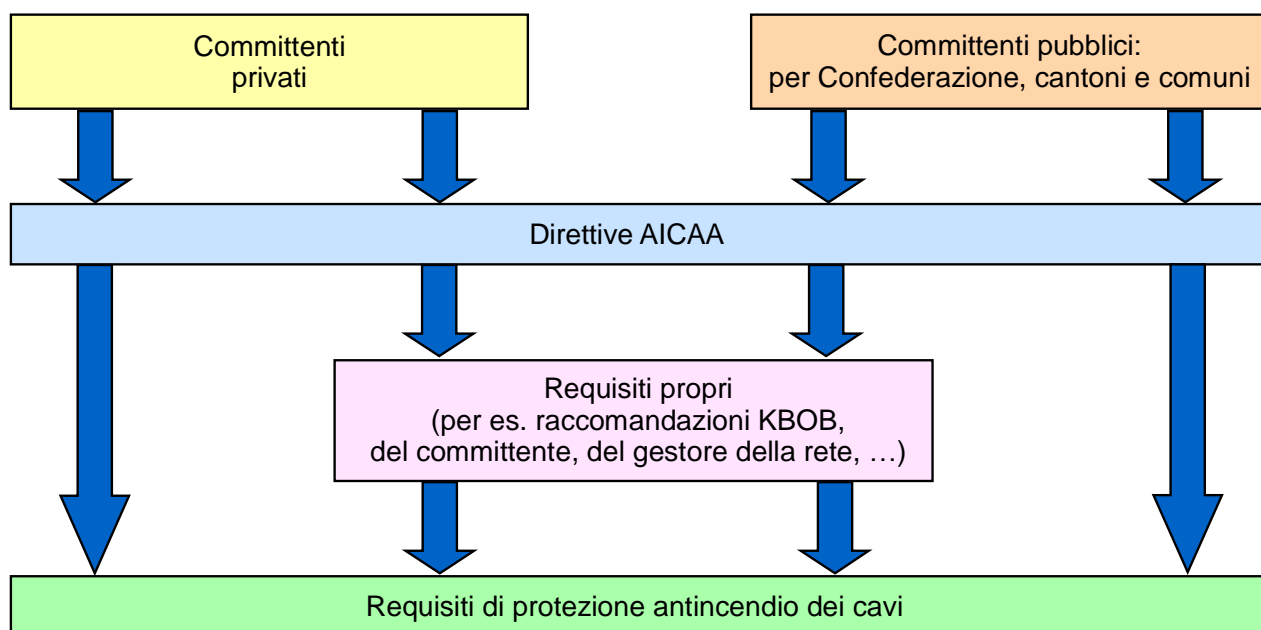 Committenti
privati
Committenti pubblici:
per Confederazione, cantoni e comuni
Direttive AICAA
Requisiti propri
(per es. raccomandazioni KBOB,
del committente, del gestore della rete, …)
Requisiti di protezione antincendio dei cavi